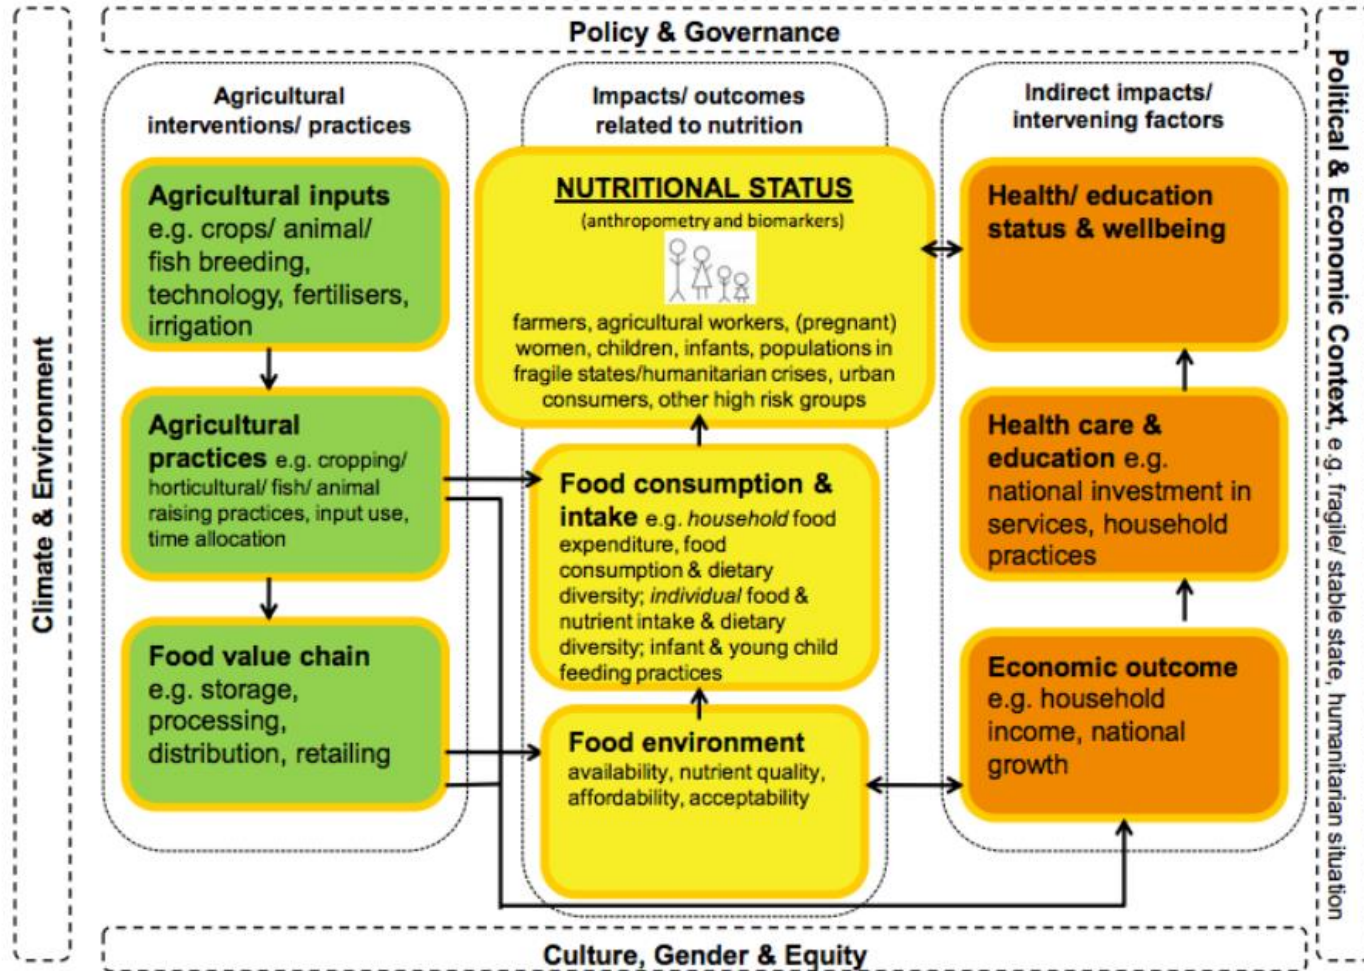 Policy & Governance
Climate & Environment
Agricultural
interventions/ practices
Agricultural inputs
e.g. crops/ animal/
fish breeding,
technology, fertilisers,
irrigation
Agricultural
practices e.g. cropping/
horticultural/ fish/ animal
raising practices, input use,
time allocation
Food value chain
e.g. storage,
processing,
distribution, retailing
Impacts/ outcomes
related to nutrition
NUTRITIONAL STATUS
(anthropometry and biomarkers)
farmers, agricultural workers, (pregnant)
women, children, infants, populations in
fragile states/humanitarian crises, urban
consumers, other high risk groups
Food consumption &
intake e.g. household food
expenditure, food
consumption & dietary
diversity; individual food &
nutrient intake & dietary
diversity; infant & young child
feeding practices
Food environment
availability, nutrient quality,
affordability, acceptability
Indirect impacts/
intervening factors
Health/ education
status & wellbeing
Health care &
education e.g.
national investment in
services, household
practices
Economic outcome
e.g. household
income, national
growth
Political & Economic Context, e.g. fragile/ stable state, humanitarian situation
Culture, Gender & Equity